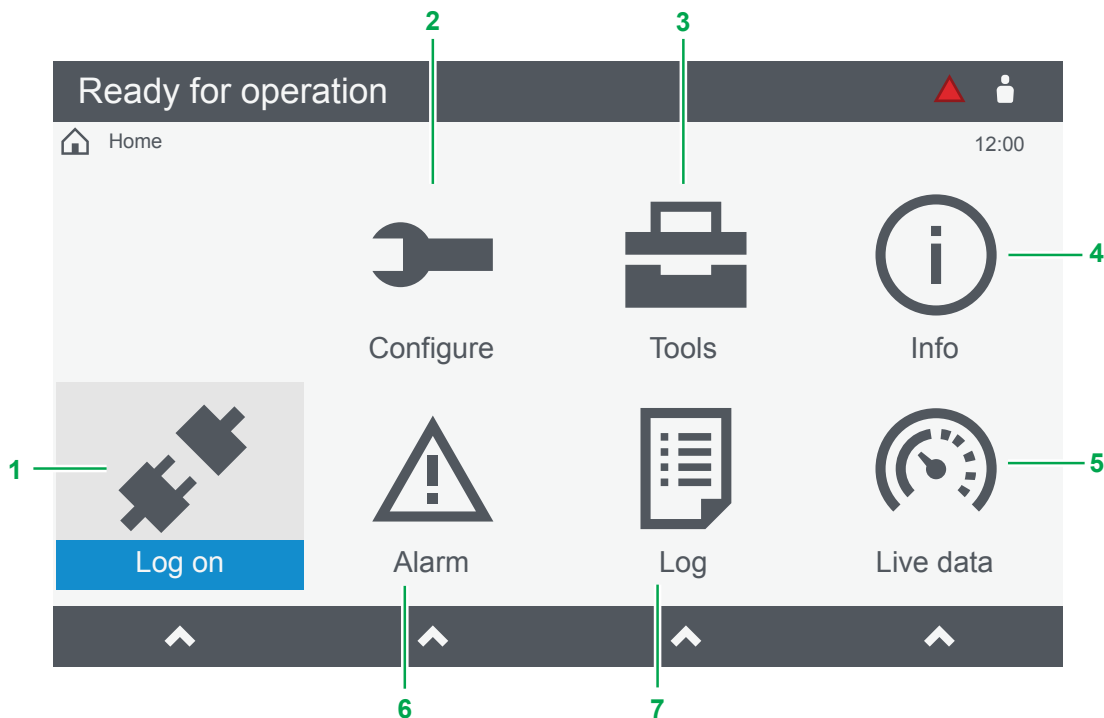 2 3
Ready for operation
Home 12:00
4
Configure Tools Info
1
5
Log on Alarm Log Live data
6 7